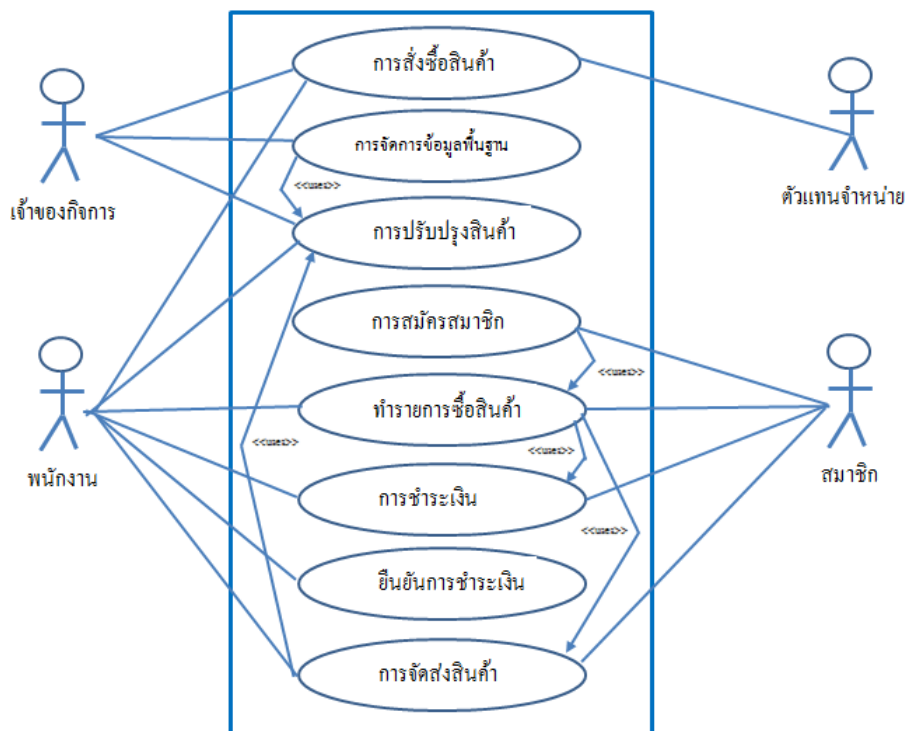 การสั่งซื้อสินค้า
การจัดการข้อมูลพื้นฐาน
<<uses>>
เจ้าของกิจการ
ตัวแทนจำหน่าย
การปรับปรุงสินค้า
การสมัครสมาชิก
<<uses>>
ทำรายการซื้อสินค้า
<<uses>>
<<uses>>
พนักงาน
สมาชิก
การชำระเงิน
<<uses>>
ยืนยันการชำระเงิน
การจัดส่งสินค้า